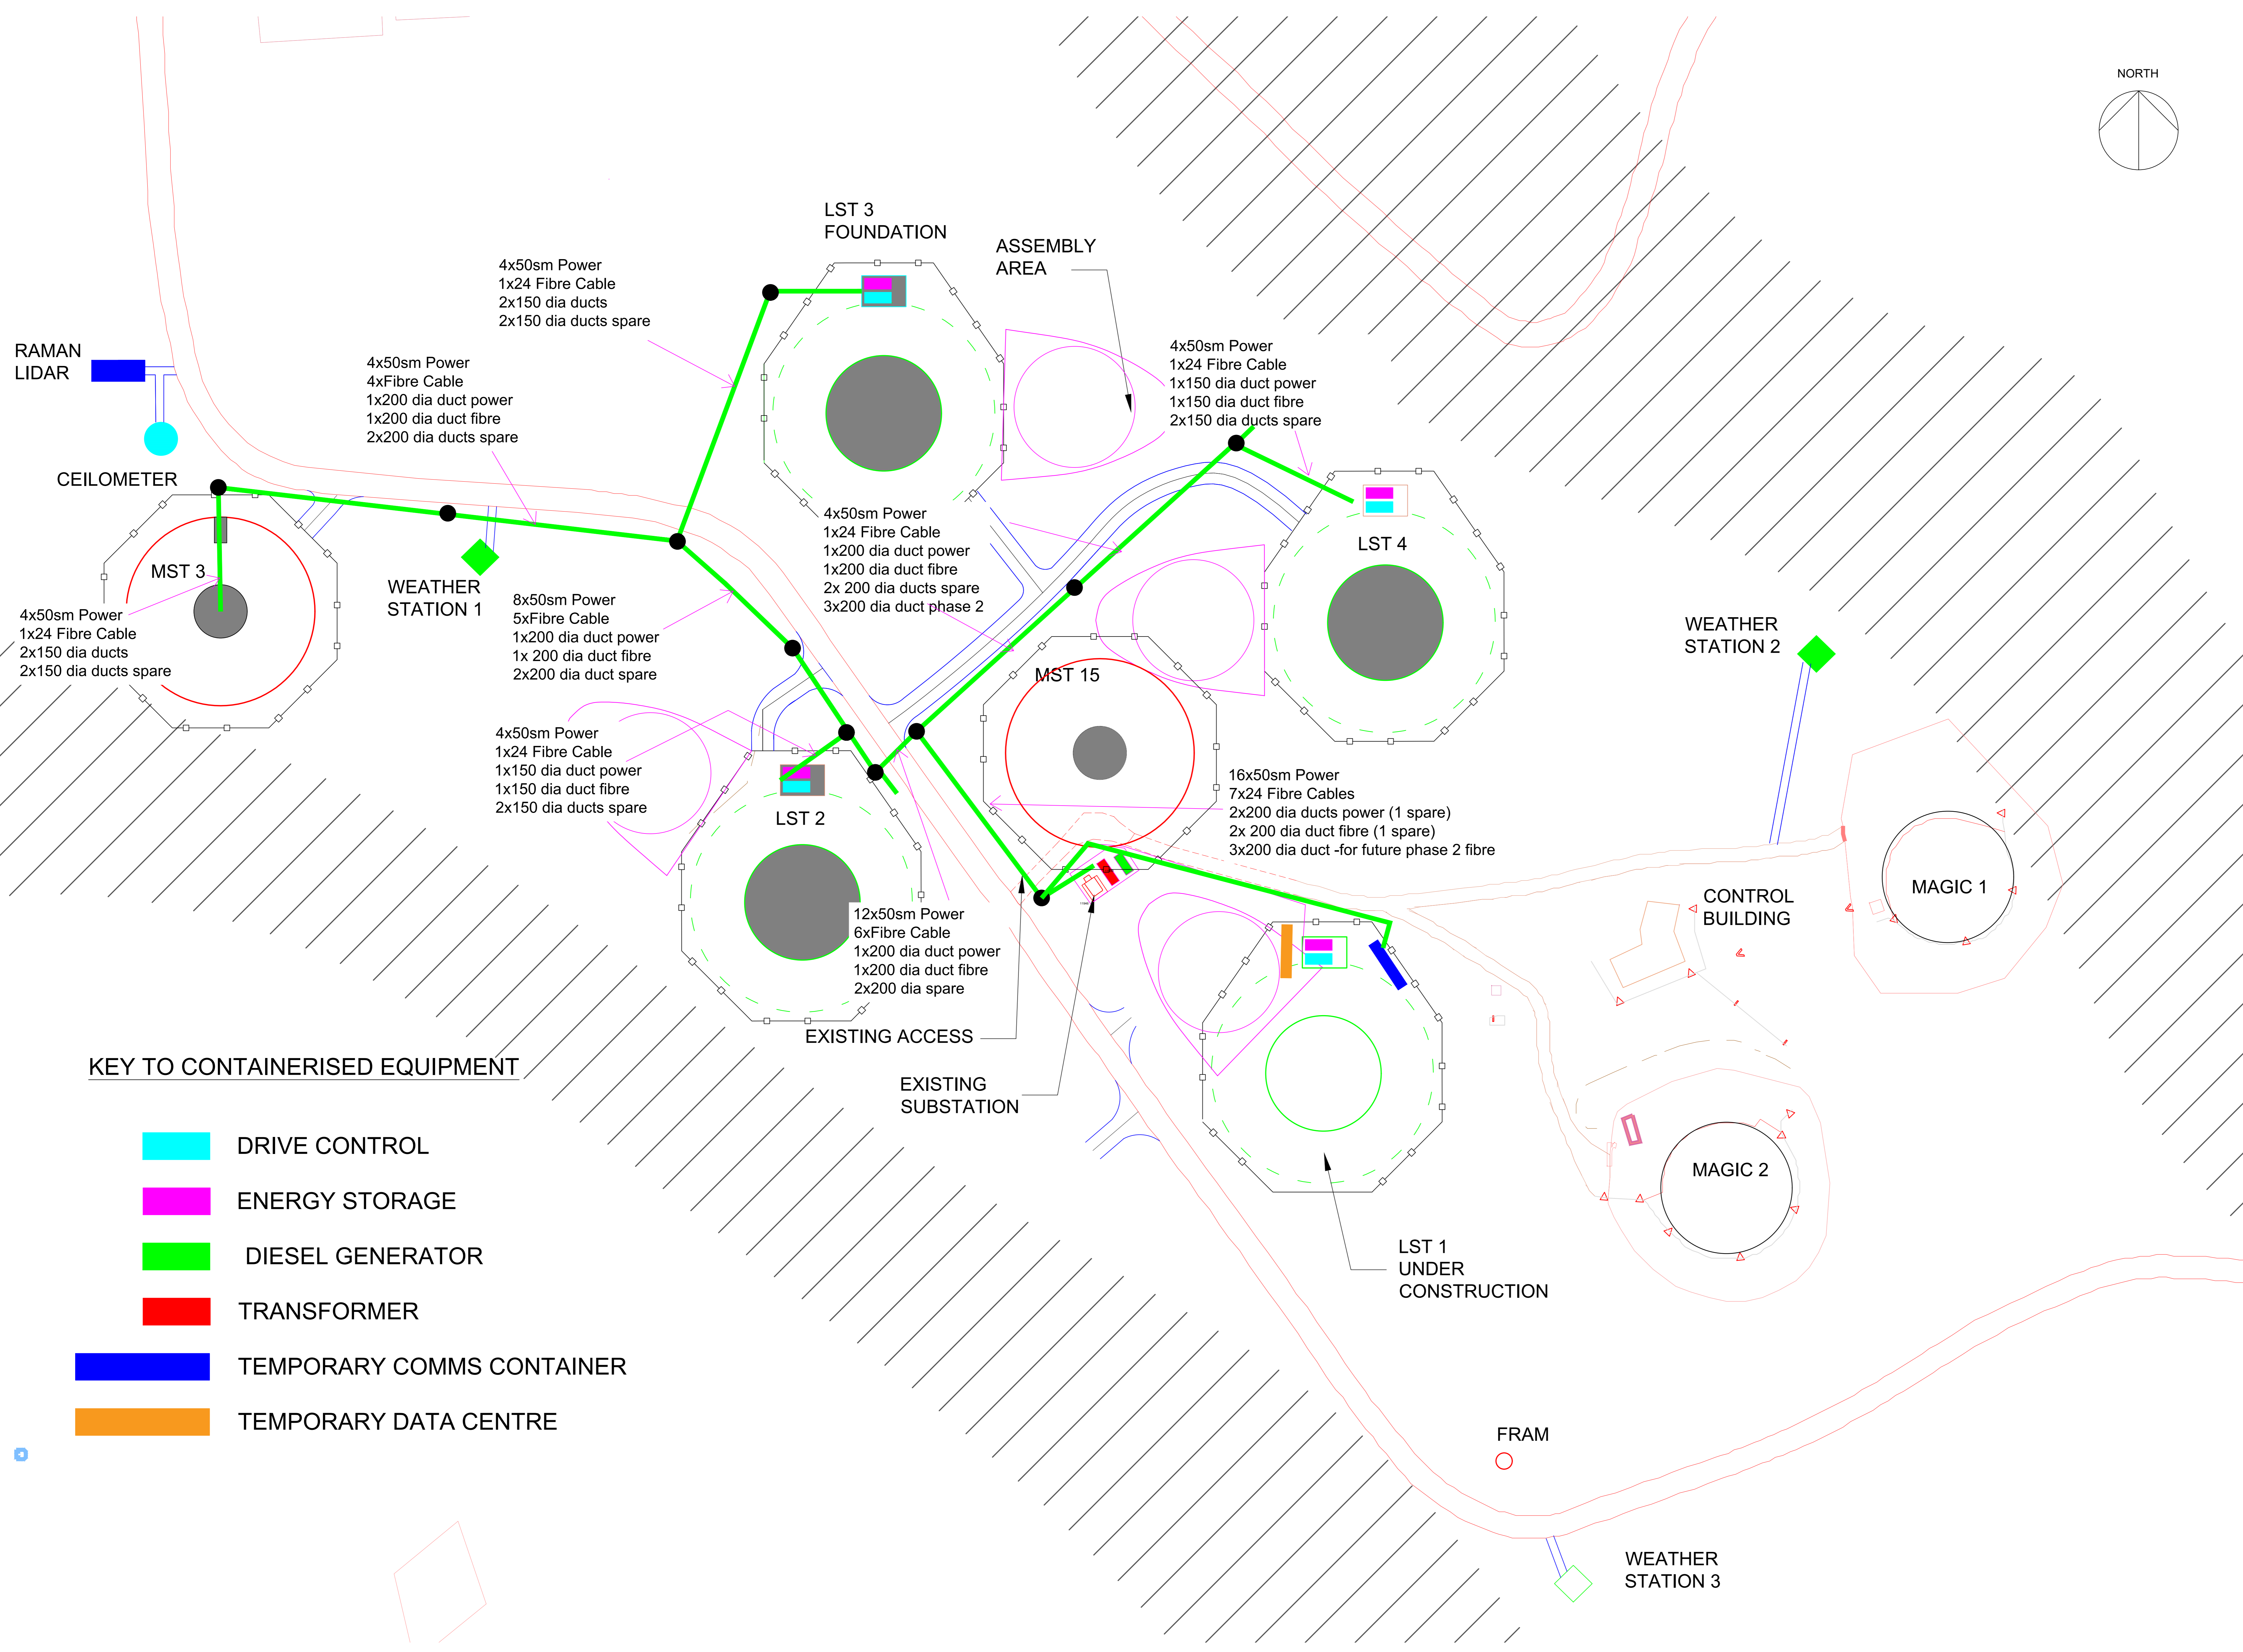 NORTH
LST 3
FOUNDATION
ASSEMBLY
AREA
4x50sm Power
1x24 Fibre Cable
2x150 dia ducts
2x150 dia ducts spare
RAMAN
LIDAR
4x50sm Power
4xFibre Cable
1x200 dia duct power
1x200 dia duct fibre
2x200 dia ducts spare
4x50sm Power
1x24 Fibre Cable
1x150 dia duct power
1x150 dia duct fibre
2x150 dia ducts spare
CEILOMETER
4x50sm Power
1x24 Fibre Cable
1x200 dia duct power
1x200 dia duct fibre
2x 200 dia ducts spare
3x200 dia duct phase 2
LST 4
MST 3
WEATHER
STATION 1
4x50sm Power
1x24 Fibre Cable
2x150 dia ducts
2x150 dia ducts spare
8x50sm Power
5xFibre Cable
1x200 dia duct power
1x 200 dia duct fibre
2x200 dia duct spare
WEATHER
STATION 2
MST 15
4x50sm Power
1x24 Fibre Cable
1x150 dia duct power
1x150 dia duct fibre
2x150 dia ducts spare
LST 2
16x50sm Power
7x24 Fibre Cables
2x200 dia ducts power (1 spare)
2x 200 dia duct fibre (1 spare)
3x200 dia duct -for future phase 2 fibre
CONTROL
BUILDING
MAGIC 1
12x50sm Power
6xFibre Cable
1x200 dia duct power
1x200 dia duct fibre
2x200 dia spare
EXISTING ACCESS
EXISTING
SUBSTATION
MAGIC 2
LST 1
UNDER
CONSTRUCTION
KEY TO CONTAINERISED EQUIPMENT
DRIVE CONTROL
ENERGY STORAGE
DIESEL GENERATOR
TRANSFORMER
TEMPORARY COMMS CONTAINER
TEMPORARY DATA CENTRE
FRAM
WEATHER
STATION 3